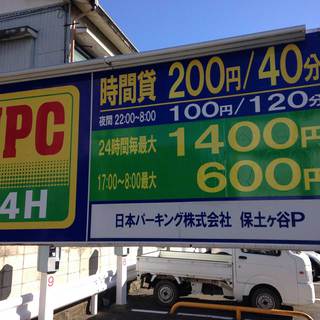 時間貸 200円/40分
夜間 22:00~8:00 100円/120分
24時間毎最大 1400円
17:00~8:00最大 600円
日本パーキング株式会社 保土ヶ谷P
PC
4H
9